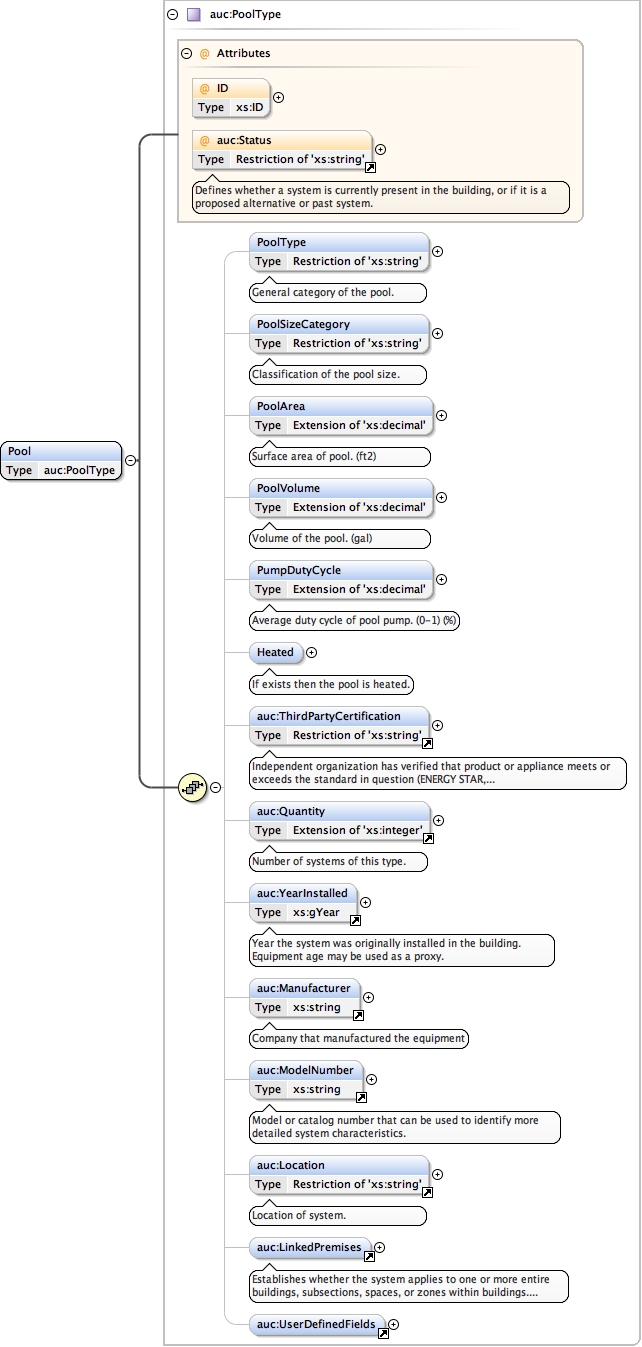 auc:PoolType
@ Attributes
@ ID
Type xs:ID
@ auc:Status
Type Restriction of 'xs:string'
Defines whether a system is currently present in the building, or if it is a
proposed alternative or past system.
PoolType
Type Restriction of 'xs:string'
General category of the pool.
PoolSizeCategory
Type Restriction of 'xs:string'
Classification of the pool size.
PoolArea
Type Extension of 'xs:decimal'
Surface area of pool. (ft2)
Pool
Type auc:PoolType
PoolVolume
Type Extension of 'xs:decimal'
Volume of the pool. (gal)
PumpDutyCycle
Type Extension of 'xs:decimal'
Average duty cycle of pool pump. (0-1) (%)
Heated
If exists then the pool is heated.
auc:ThirdPartyCertification
Type Restriction of 'xs:string'
Independent organization has verified that product or appliance meets or
exceeds the standard in question (ENERGY STAR,...
auc:Quantity
Type Extension of 'xs:integer'
Number of systems of this type.
auc:YearInstalled
Type xs:gYear
Year the system was originally installed in the building.
Equipment age may be used as a proxy.
auc:Manufacturer
Type xs:string
Company that manufactured the equipment
auc:ModelNumber
Type xs:string
Model or catalog number that can be used to identify more
detailed system characteristics.
auc:Location
Type Restriction of 'xs:string'
Location of system.
auc:LinkedPremises
Establishes whether the system applies to one or more entire
buildings, subsections, spaces, or zones within buildings....
auc:UserDefinedFields